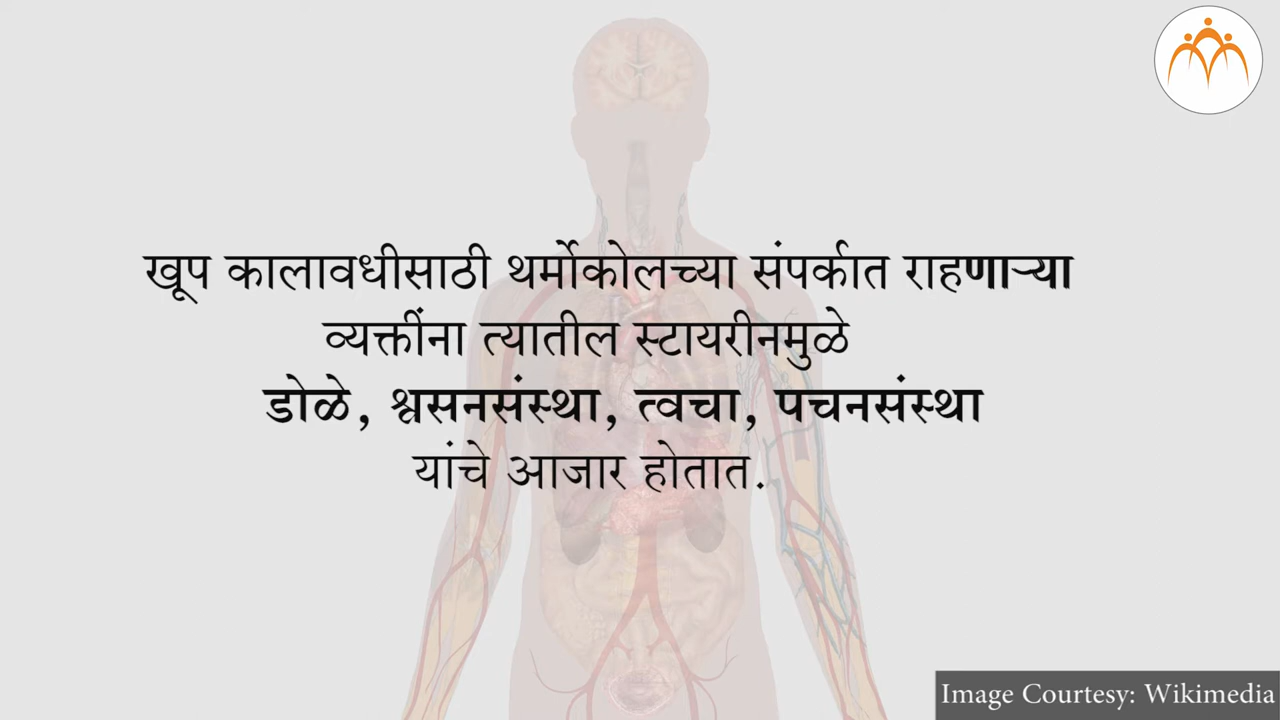 खूप कालावधीसाठी थर्मोकोलच्या संपर्कात राहणाऱ्या
व्यक्तींना त्यातील स्टायरीनमुळे
डोळे, श्वसनसंस्था, त्वचा, पचनसंस्था
यांचे आजार होतात.
Image Courtesy: Wikimedia